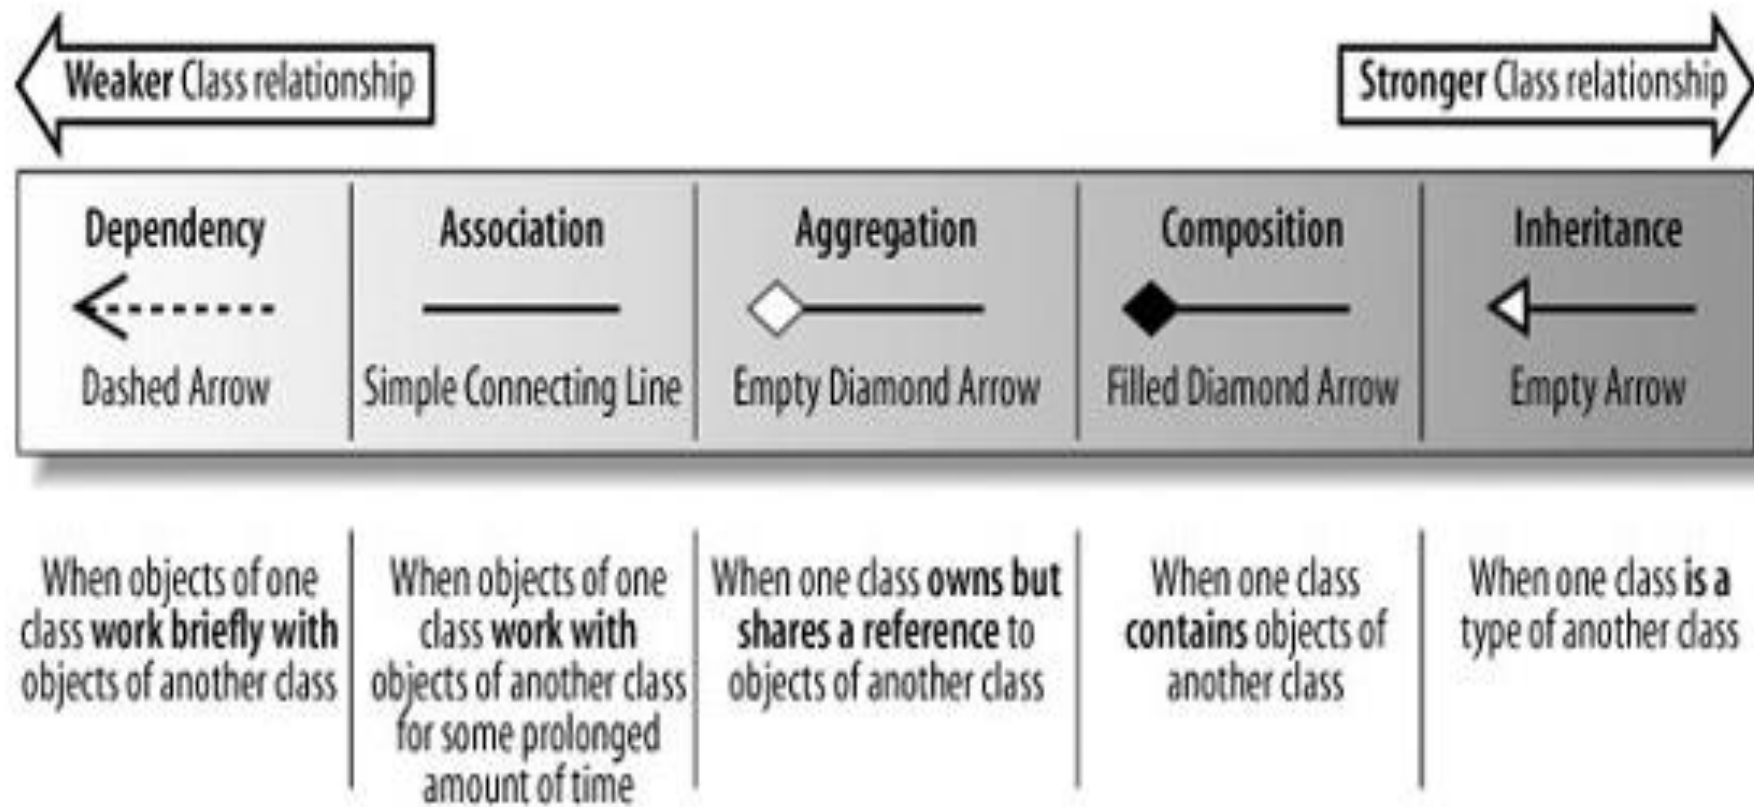 Weaker Class relationship
Stronger Class relationship
Dependency
Dashed Arrow
Association
Simple Connecting Line
Aggregation
Empty Diamond Arrow
Composition
Filled Diamond Arrow
Inheritance
Empty Arrow
When objects of one
class work briefly with
objects of another class
When objects of one
class work with
objects of another class
for some prolonged
amount of time
When one class owns but
shares a reference to
objects of another class
When one class
contains objects of
another class
When one class is a
type of another class